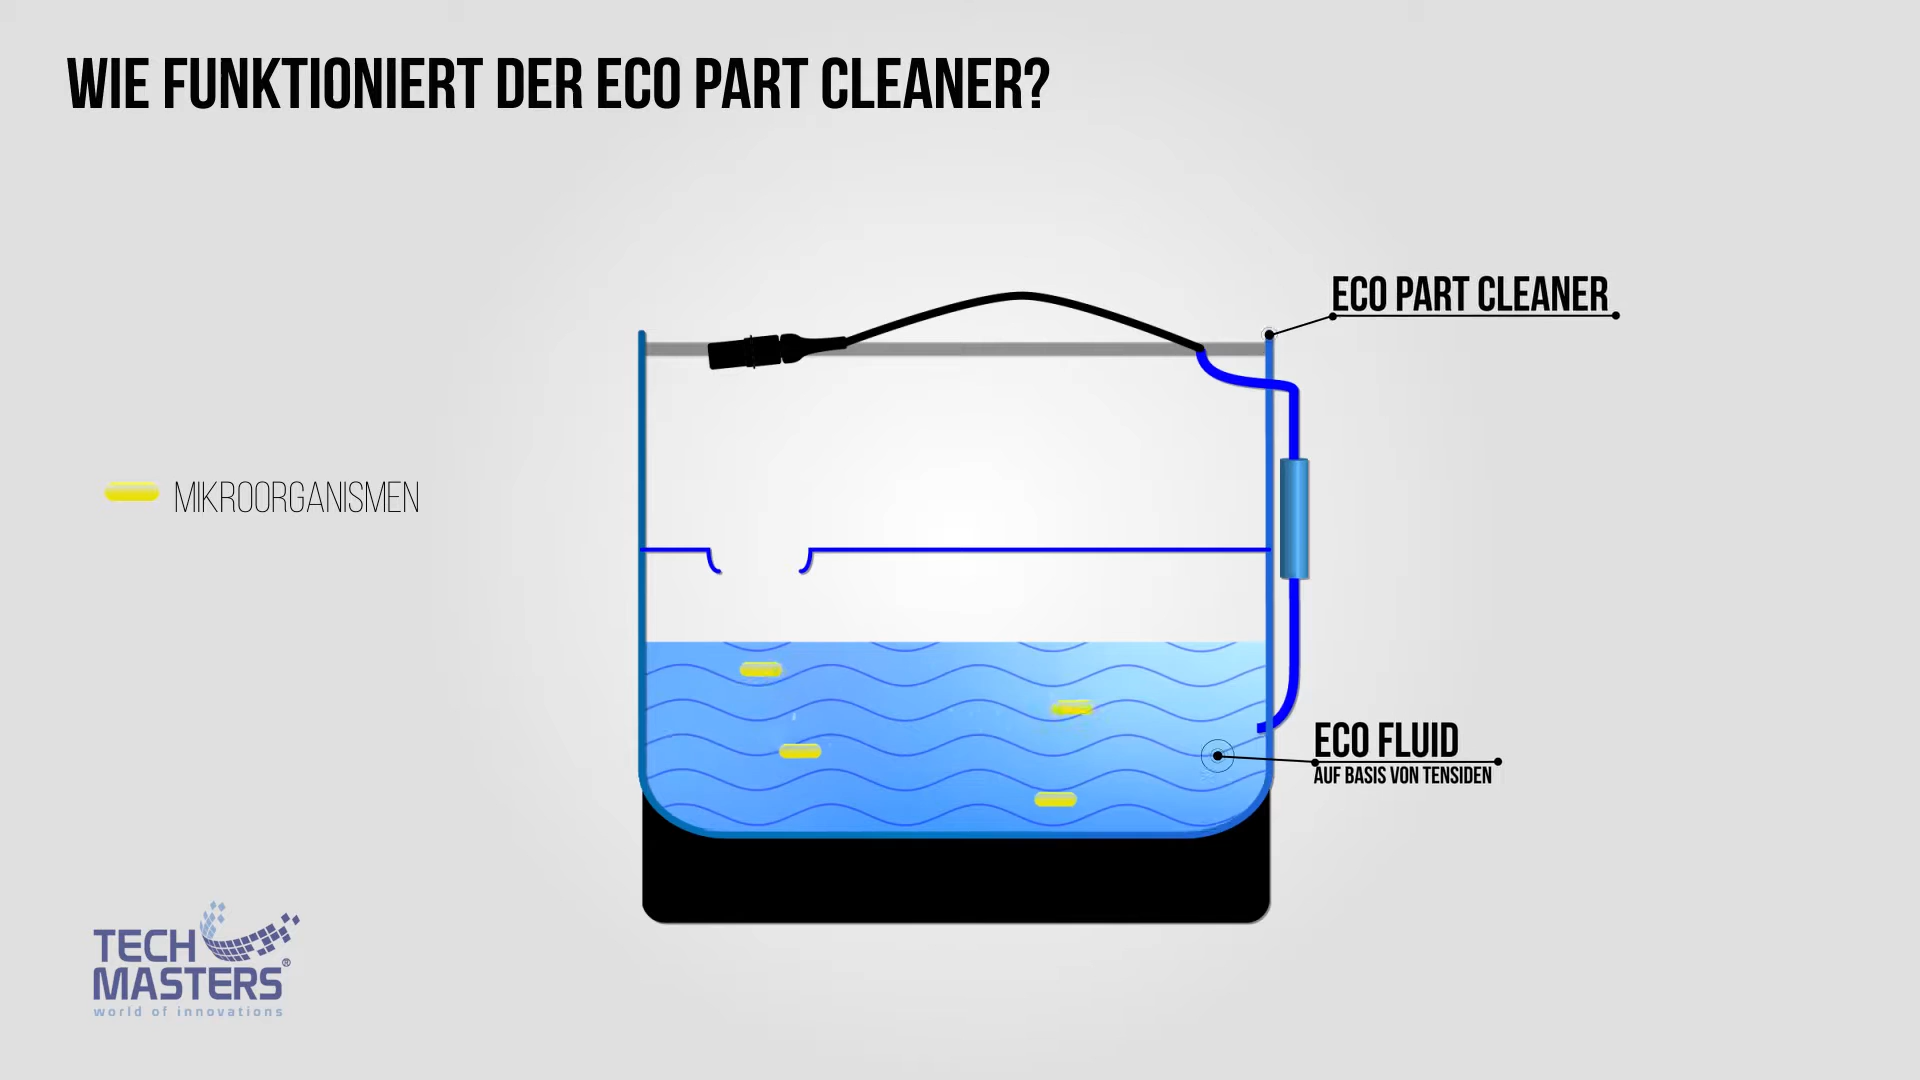 WIE FUNKTIONIERT DER ECO PART CLEANER?
ECO PART CLEANER
MIKROORGANISMEN
ECO FLUID
AUF BASIS VON TENSIDEN
TECH
MASTERS®
world of innovations